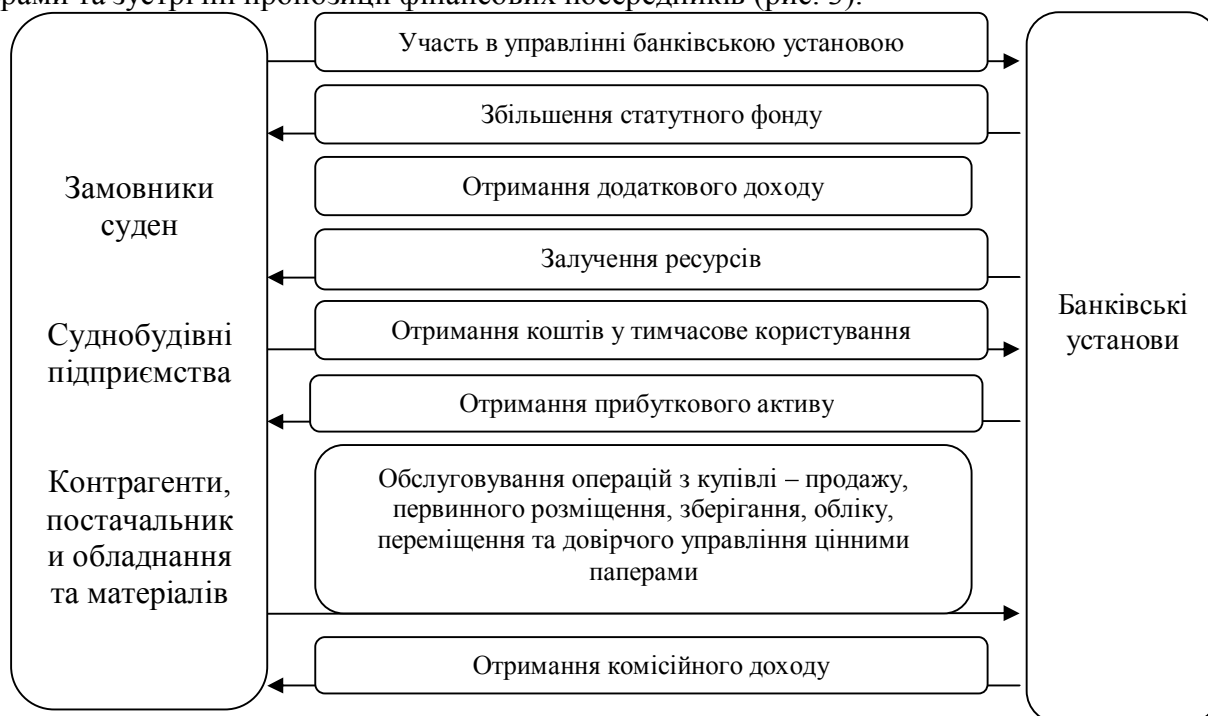 рами та зустрічні пропозиції фінансових посередників (рис. 3).
Участь в управлінні банківською установою
Збільшення статутного фонду
Отримання додаткового доходу
Залучення ресурсів
Отримання коштів у тимчасове користування
Отримання прибуткового активу
Обслуговування операцій з купівлі – продажу,
первинного розміщення, зберігання, обліку,
переміщення та довірчого управління цінними
паперами
Отримання комісійного доходу
Замовники
суден
Суднобудівні
підприємства
Контрагенти,
постачальник
и обладнання
та матеріалів
Банківські
установи